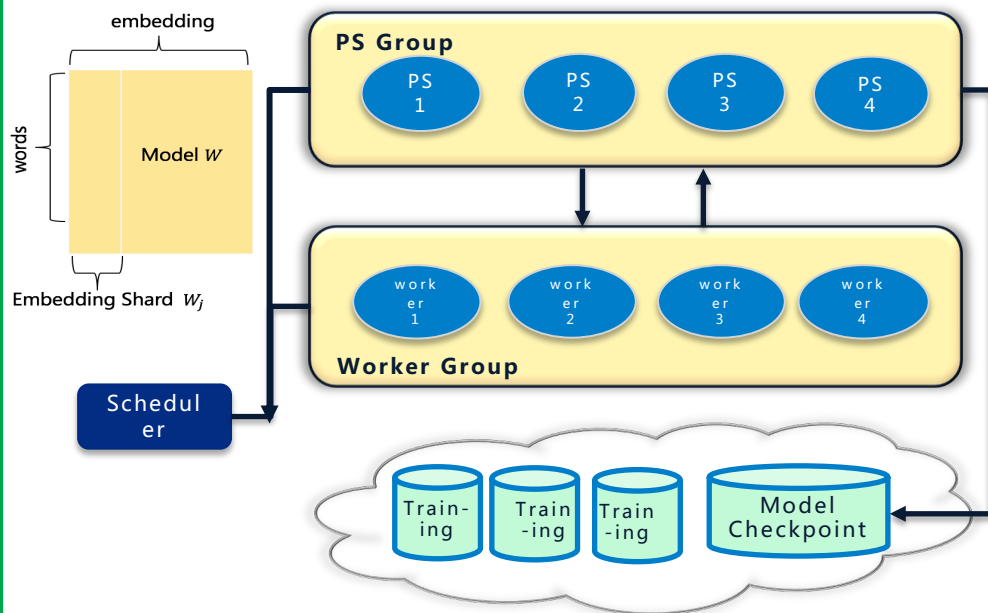 embedding
words
Model W
Embedding Shard W_j
PS Group
PS
1
PS
2
PS
3
PS
4
work
er
1
work
er
2
work
er
3
work
er
4
Worker Group
Schedul
er
Train-
ing
Train
-ing
Train
-ing
Model
Checkpoint